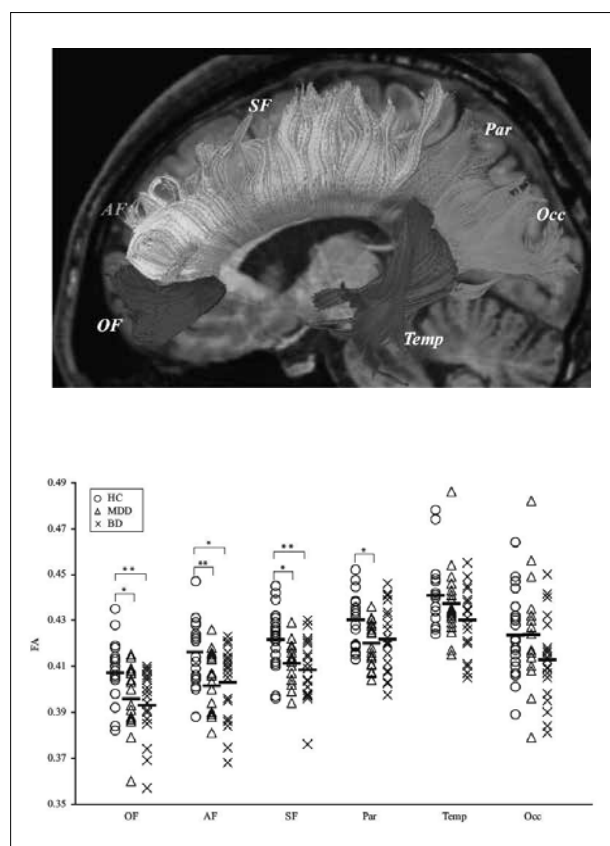 SF
Par
AF
Occ
OF
Temp
0.49
0.47
0.45
0.43
0.41
0.39
0.37
0.35
FA
HC
MDD
BD
**
*
*
**
**
*
*
OF
AF
SF
Par
Temp
Occ